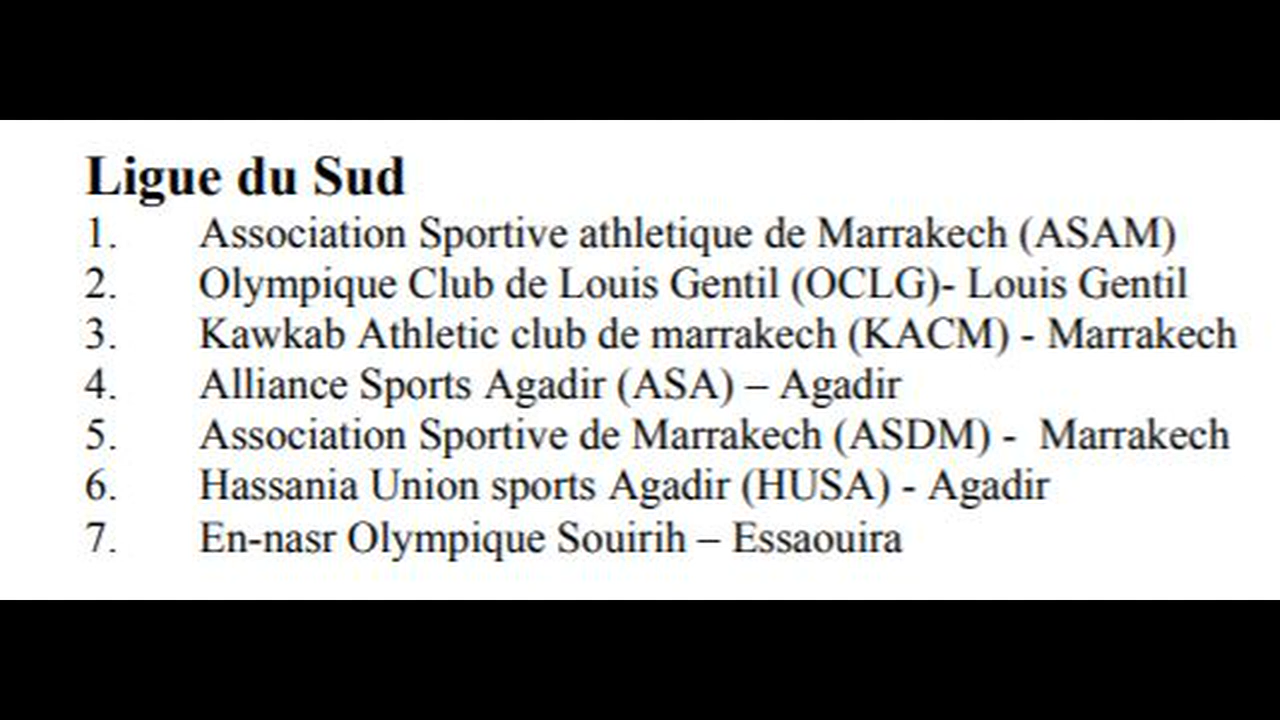 Ligue du Sud
1. Association Sportive athletique de Marrakech (ASAM)
2. Olympique Club de Louis Gentil (OCLG)- Louis Gentil
3. Kawkab Athletic club de marrakech (KACM) - Marrakech
4. Alliance Sports Agadir (ASA) – Agadir
5. Association Sportive de Marrakech (ASDM) - Marrakech
6. Hassania Union sports Agadir (HUSA) - Agadir
7. En-nasr Olympique Souirih – Essaouira